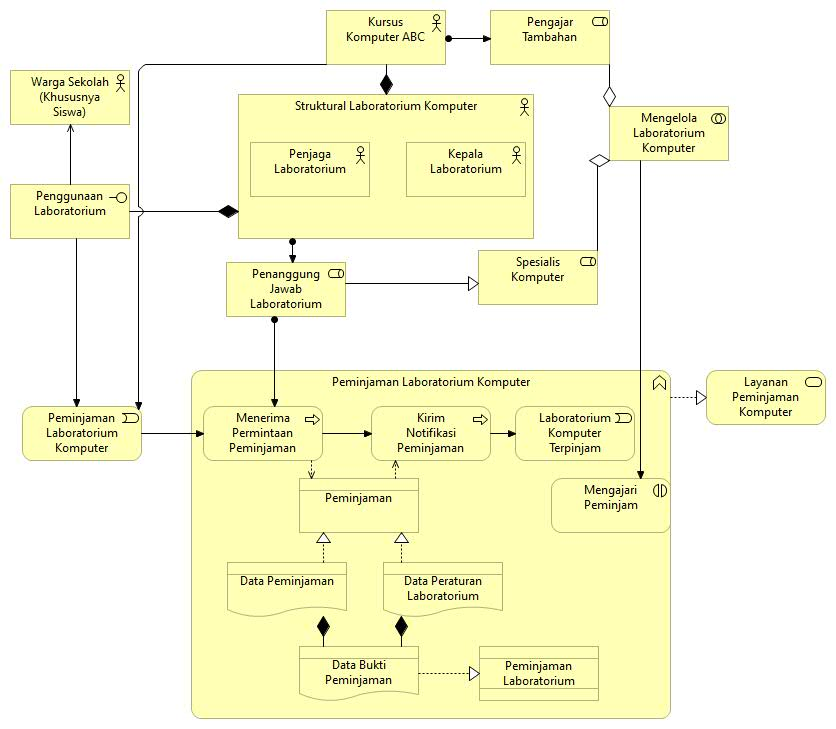 Kursus
Komputer ABC
Pengajar
Tambahan
Warga Sekolah
(Khususnya
Siswa)
Struktural Laboratorium Komputer
Mengelola
Laboratorium
Komputer
Penjaga
Laboratorium
Kepala
Laboratorium
Penggunaan
Laboratorium
Penanggung
Jawab
Laboratorium
Spesialis
Komputer
Peminjaman Laboratorium Komputer
Layanan
Peminjaman
Komputer
Peminjaman
Laboratorium
Komputer
Menerima
Permintaan
Peminjaman
Kirim
Notifikasi
Peminjaman
Laboratorium
Komputer
Terpinjam
Peminjaman
Mengajari
Peminjam
Data Peminjaman
Data Peraturan
Laboratorium
Data Bukti
Peminjaman
Peminjaman
Laboratorium